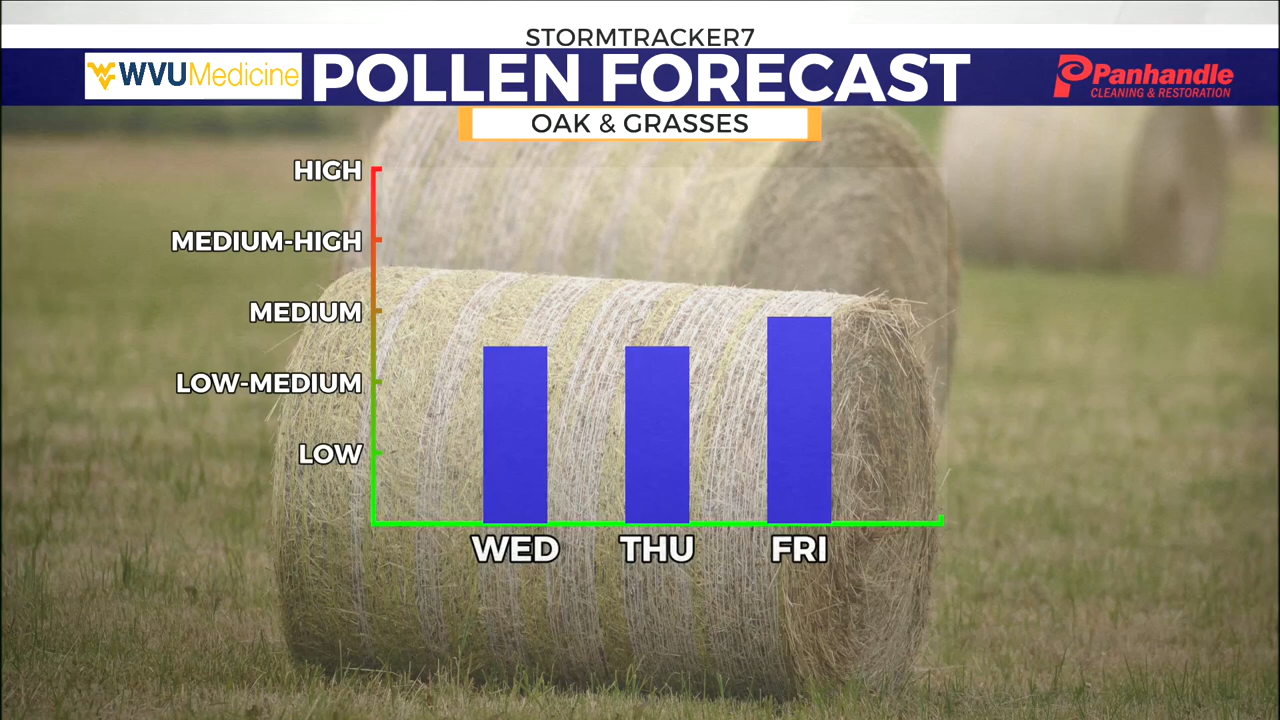 STORMTRACKER7
WVUMedicine
POLLEN FORECAST
Panhandle
CLEANING & RESTORATION
OAK & GRASSES
HIGH
MEDIUM-HIGH
MEDIUM
LOW-MEDIUM
LOW
WED THU FRI